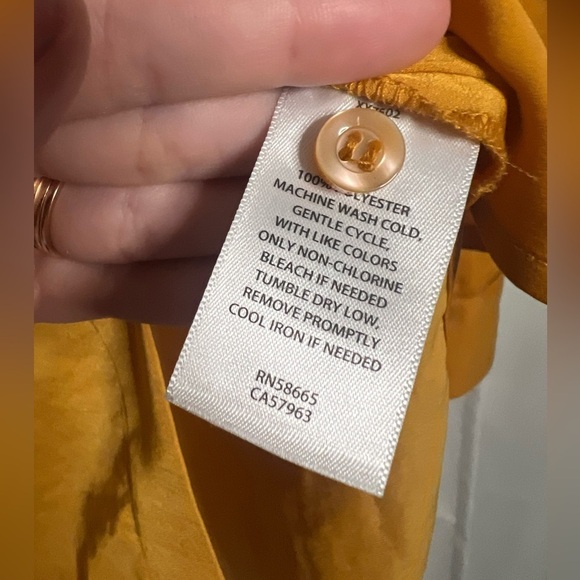 100% POLYESTER
MACHINE WASH COLD,
GENTLE CYCLE,
WITH LIKE COLORS
ONLY NON-CHLORINE
BLEACH IF NEEDED
TUMBLE DRY LOW,
REMOVE PROMPTLY
COOL IRON IF NEEDED
RN58665
CA57963